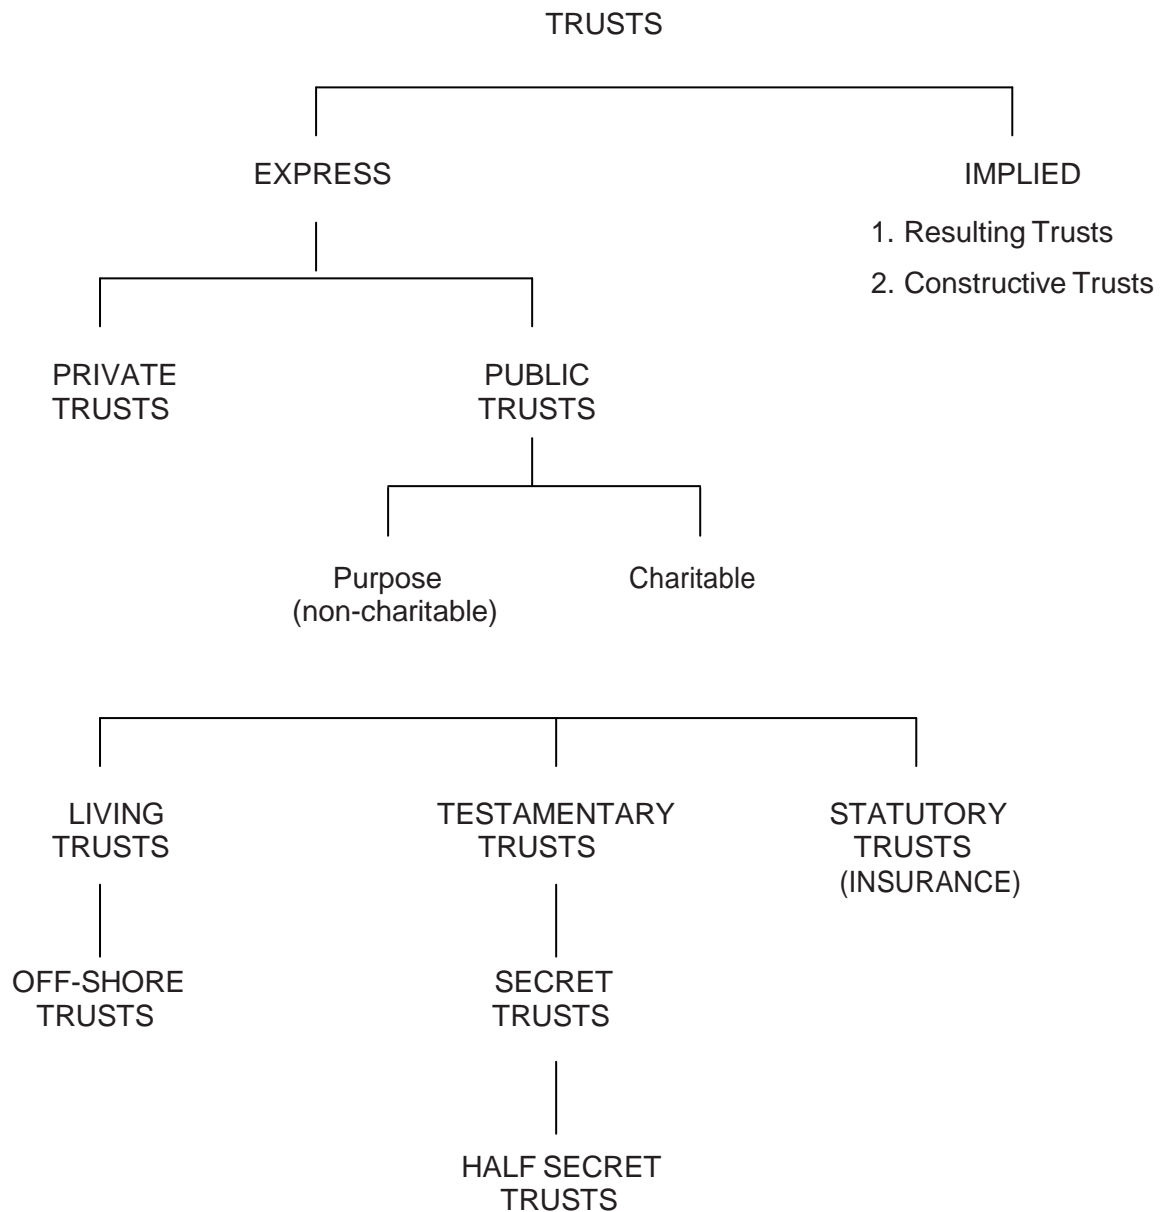 TRUSTS
EXPRESS
IMPLIED
1. Resulting Trusts
2. Constructive Trusts
PRIVATE
TRUSTS
PUBLIC
TRUSTS
Purpose
(non-charitable)
Charitable
LIVING
TRUSTS
TESTAMENTARY
TRUSTS
STATUTORY
TRUSTS
(INSURANCE)
OFF-SHORE
TRUSTS
SECRET
TRUSTS
HALF SECRET
TRUSTS